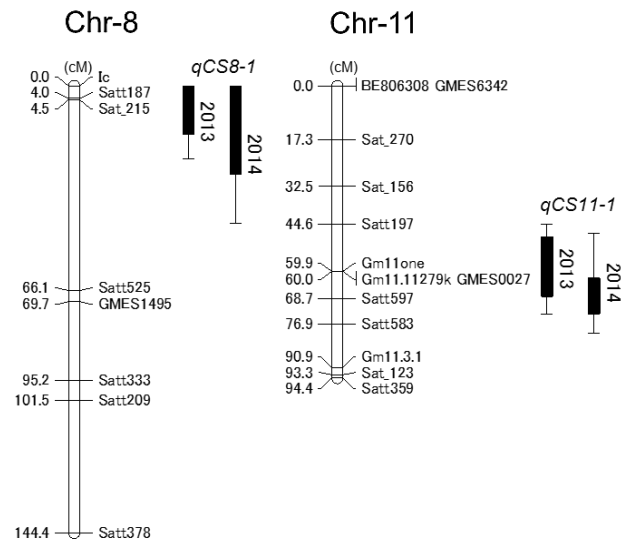 Chr-8
Chr-11
(cM)
qCS8-1
0.0 Ic
4.0 Satt187
4.5 Sat_215
66.1 Satt525
69.7 GMES1495
95.2 Satt333
101.5 Satt209
144.4 Satt378
2013
2014
(cM)
0.0 BE806308 GMES6342
17.3 Sat_270
32.5 Sat_156
44.6 Satt197
59.9 Gm11one
60.0 Gm11.11279k GMES0027
68.7 Satt597
76.9 Satt583
90.9 Gm11.3.1
93.3 Sat_123
94.4 Satt359
qCS11-1
2013
2014